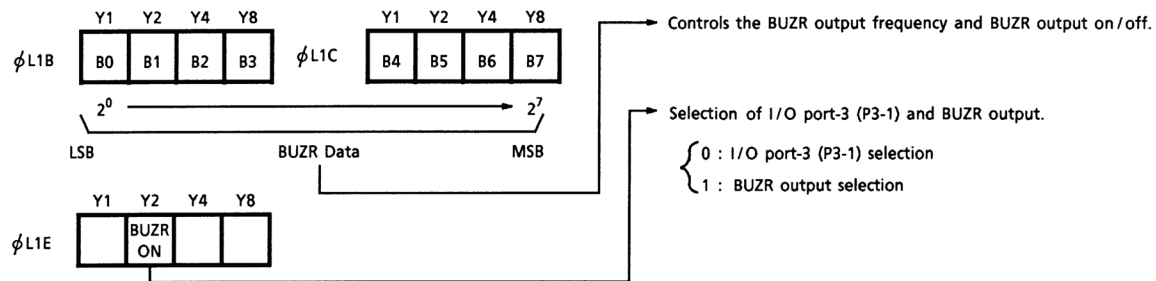 Y1 Y2 Y4 Y8 Y1 Y2 Y4 Y8
Controls the BUZR output frequency and BUZR output on/off.
ϕL1B B0 B1 B2 B3 ϕL1C B4 B5 B6 B7
2⁰ 2⁷
Selection of I/O port-3 (P3-1) and BUZR output.
LSB BUZR Data MSB
0 : I/O port-3 (P3-1) selection
1 : BUZR output selection
Y1 Y2 Y4 Y8
ϕL1E BUZR
ON